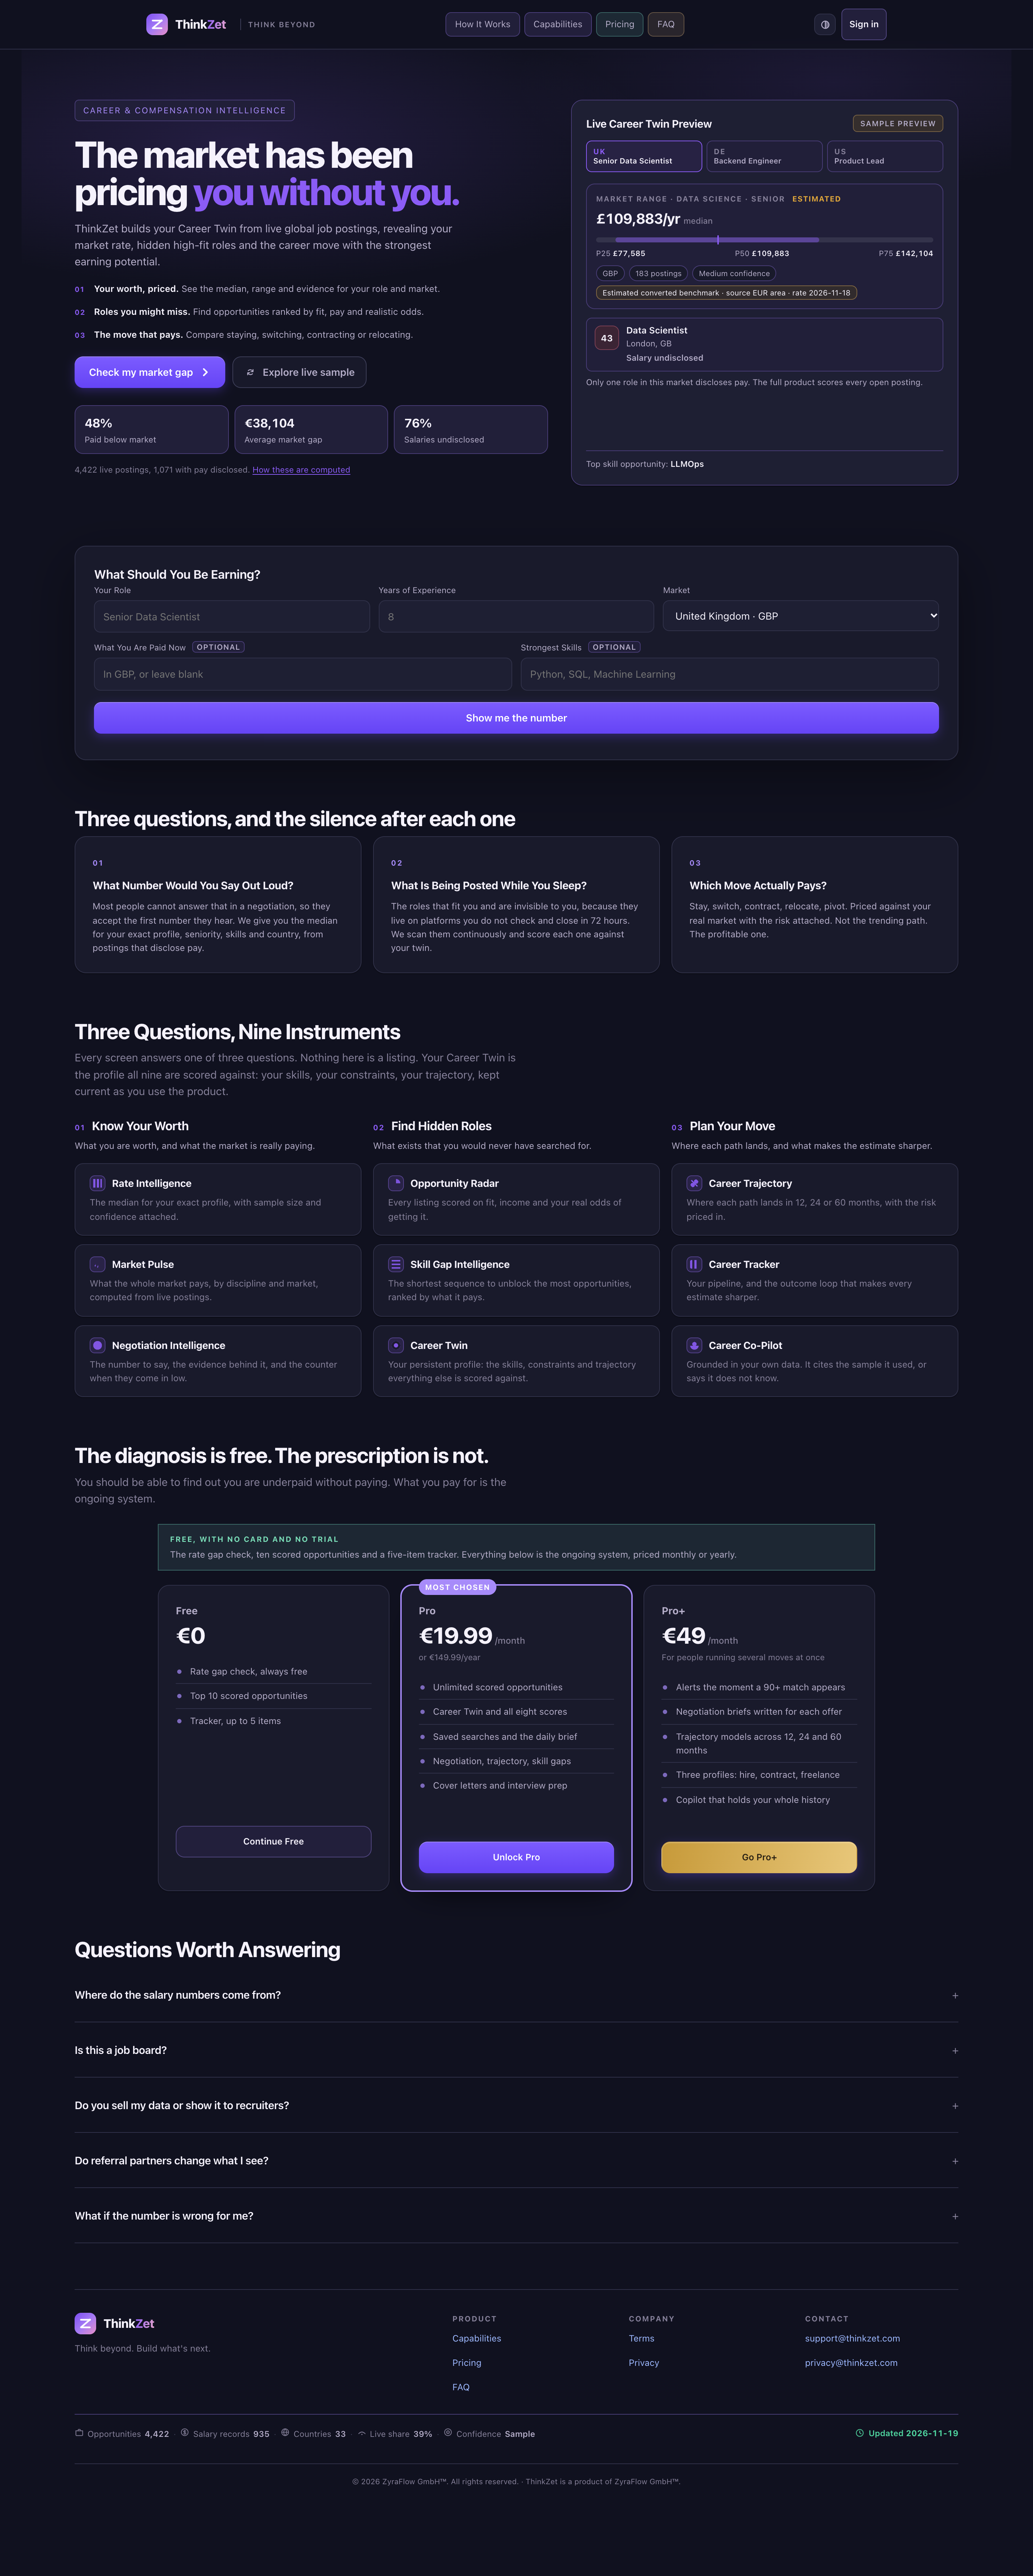 ThinkZet
THINK BEYOND
How It Works
Capabilities
Pricing
FAQ
Sign in
CAREER & COMPENSATION INTELLIGENCE
The market has been
pricing you without you.
ThinkZet builds your Career Twin from live global job postings, revealing your
market rate, hidden high-fit roles and the career move with the strongest
earning potential.
01 Your worth, priced. See the median, range and evidence for your role and market.
02 Roles you might miss. Find opportunities ranked by fit, pay and realistic odds.
03 The move that pays. Compare staying, switching, contracting or relocating.
Check my market gap
Explore live sample
48%
Paid below market
€38,104
Average market gap
76%
Salaries undisclosed
4,422 live postings, 1,071 with pay disclosed. How these are computed
Live Career Twin Preview
SAMPLE PREVIEW
UK
Senior Data Scientist
DE
Backend Engineer
US
Product Lead
MARKET RANGE · DATA SCIENCE · SENIOR ESTIMATED
£109,883/yr median
P25 £77,585
P50 £109,883
P75 £142,104
GBP
183 postings
Medium confidence
Estimated converted benchmark · source EUR area · rate 2026-11-18
43
Data Scientist
London, GB
Salary undisclosed
Only one role in this market discloses pay. The full product scores every open posting.
Top skill opportunity: LLMOps
What Should You Be Earning?
Your Role
Senior Data Scientist
Years of Experience
8
Market
United Kingdom · GBP
What You Are Paid Now OPTIONAL
In GBP, or leave blank
Strongest Skills OPTIONAL
Python, SQL, Machine Learning
Show me the number
Three questions, and the silence after each one
01
What Number Would You Say Out Loud?
Most people cannot answer that in a negotiation, so they
accept the first number they hear. We give you the median
for your exact profile, seniority, skills and country, from
postings that disclose pay.
02
What Is Being Posted While You Sleep?
The roles that fit you and are invisible to you, because they
live on platforms you do not check and close in 72 hours.
We scan them continuously and score each one against
your twin.
03
Which Move Actually Pays?
Stay, switch, contract, relocate, pivot. Priced against your
real market with the risk attached. Not the trending path.
The profitable one.
Three Questions, Nine Instruments
Every screen answers one of three questions. Nothing here is a listing. Your Career Twin is
the profile all nine are scored against: your skills, your constraints, your trajectory, kept
current as you use the product.
01 Know Your Worth
What you are worth, and what the market is really paying.
Rate Intelligence
The median for your exact profile, with sample size and
confidence attached.
Market Pulse
What the whole market pays, by discipline and market,
computed from live postings.
Negotiation Intelligence
The number to say, the evidence behind it, and the counter
when they come in low.
02 Find Hidden Roles
What exists that you would never have searched for.
Opportunity Radar
Every listing scored on fit, income and your real odds of
getting it.
Skill Gap Intelligence
The shortest sequence to unblock the most opportunities,
ranked by what it pays.
Career Twin
Your persistent profile: the skills, constraints and trajectory
everything else is scored against.
03 Plan Your Move
Where each path lands, and what makes the estimate sharper.
Career Trajectory
Where each path lands in 12, 24 or 60 months, with the risk
priced in.
Career Tracker
Your pipeline, and the outcome loop that makes every
estimate sharper.
Career Co-Pilot
Grounded in your own data. It cites the sample it used, or
says it does not know.
The diagnosis is free. The prescription is not.
You should be able to find out you are underpaid without paying. What you pay for is the
ongoing system.
FREE, WITH NO CARD AND NO TRIAL
The rate gap check, ten scored opportunities and a five-item tracker. Everything below is the ongoing system, priced monthly or yearly.
Free
€0
Rate gap check, always free
Top 10 scored opportunities
Tracker, up to 5 items
Continue Free
MOST CHOSEN
Pro
€19.99 /month
or €149.99/year
Unlimited scored opportunities
Career Twin and all eight scores
Saved searches and the daily brief
Negotiation, trajectory, skill gaps
Cover letters and interview prep
Unlock Pro
Pro+
€49 /month
For people running several moves at once
Alerts the moment a 90+ match appears
Negotiation briefs written for each offer
Trajectory models across 12, 24 and 60
months
Three profiles: hire, contract, freelance
Copilot that holds your whole history
Go Pro+
Questions Worth Answering
Where do the salary numbers come from? +
Is this a job board? +
Do you sell my data or show it to recruiters? +
Do referral partners change what I see? +
What if the number is wrong for me? +
ThinkZet
Think beyond. Build what's next.
PRODUCT
Capabilities
Pricing
FAQ
COMPANY
Terms
Privacy
CONTACT
support@thinkzet.com
privacy@thinkzet.com
Opportunities 4,422 · Salary records 935 · Countries 33 · Live share 39% · Confidence Sample
Updated 2026-11-19
© 2026 ZyraFlow GmbH™. All rights reserved. · ThinkZet is a product of ZyraFlow GmbH™.